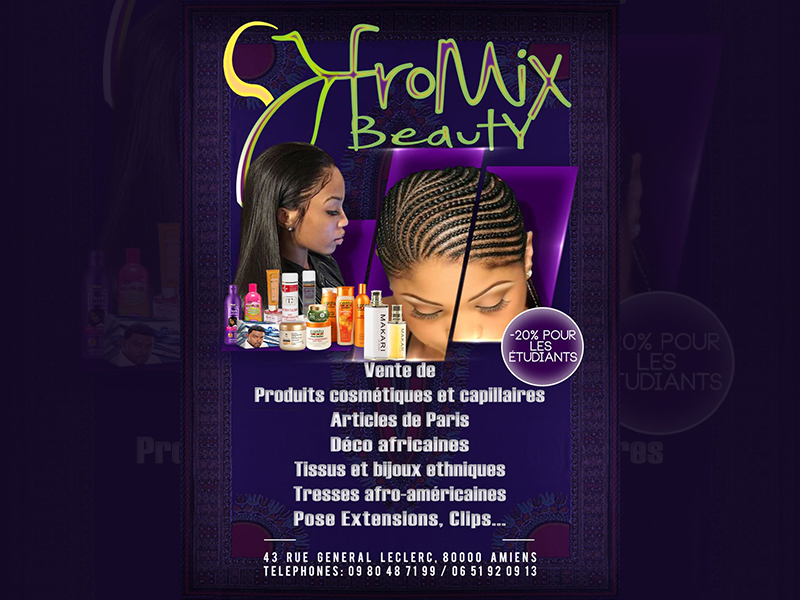 AfroMix
Beauty
MAKARI
-20% POUR
LES
ÉTUDIANTS
Vente de
Produits cosmétiques et capillaires
Articles de Paris
Déco africaines
Tissus et bijoux ethniques
Tresses afro-américaines
Pose Extensions, Clips...
43 RUE GENERAL LECLERC, 80000 AMIENS
TELEPHONES: 09 80 48 71 99 / 06 51 92 09 13